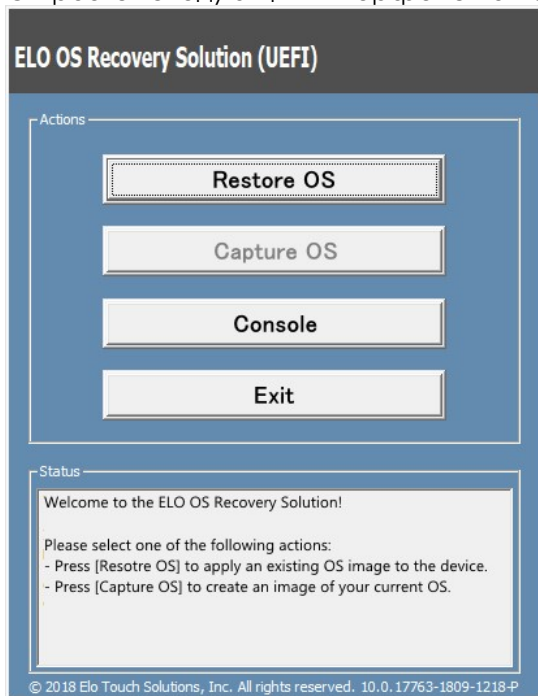 ELO OS Recovery Solution (UEFI)
Actions
Restore OS
Capture OS
Console
Exit
Status
Welcome to the ELO OS Recovery Solution!
Please select one of the following actions:
- Press [Resotre OS] to apply an existing OS image to the device.
- Press [Capture OS] to create an image of your current OS.
© 2018 Elo Touch Solutions, Inc. All rights reserved. 10.0.17763-1809-1218-P